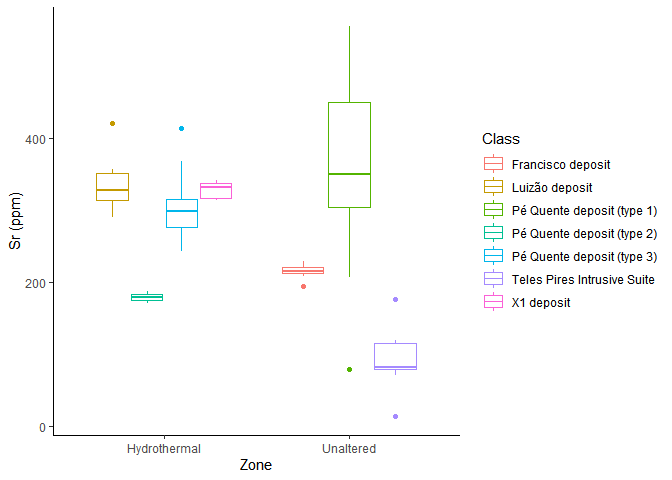 Sr (ppm)
400
200
0
Hydrothermal
Unaltered
Zone
Class
Francisco deposit
Luizão deposit
Pé Quente deposit (type 1)
Pé Quente deposit (type 2)
Pé Quente deposit (type 3)
Teles Pires Intrusive Suite
X1 deposit